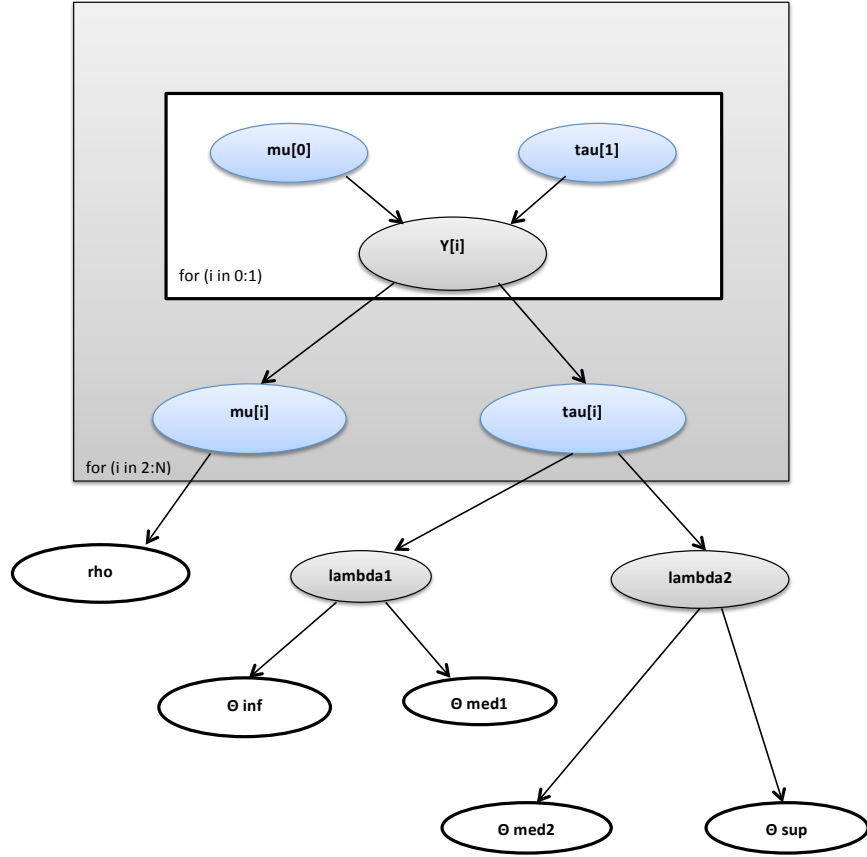 mu[0]
tau[1]
Y[i]
for (i in 0:1)
mu[i]
tau[i]
for (i in 2:N)
rho
lambda1
lambda2
Θ inf
Θ med1
Θ med2
Θ sup